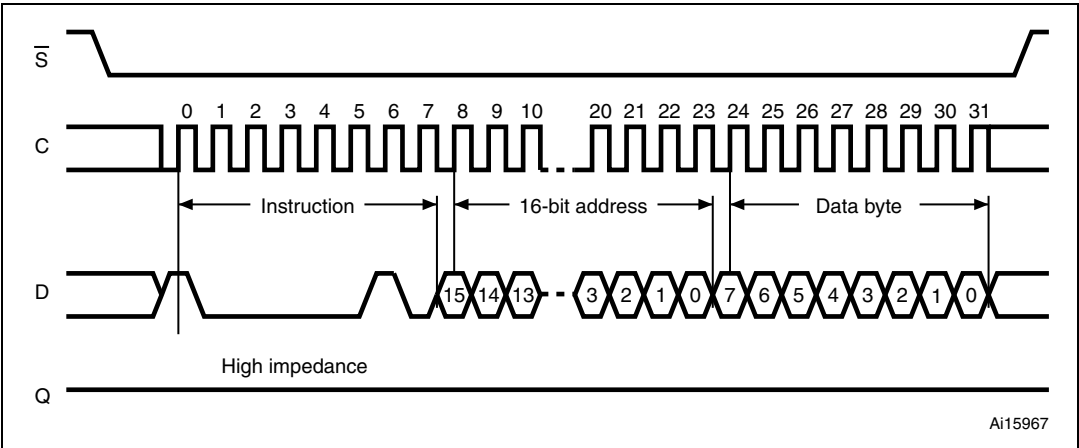 S
0 1 2 3 4 5 6 7 8 9 10 20 21 22 23 24 25 26 27 28 29 30 31
C
Instruction 16-bit address Data byte
D
15 14 13 3 2 1 0 7 6 5 4 3 2 1 0
High impedance
Q
Ai15967